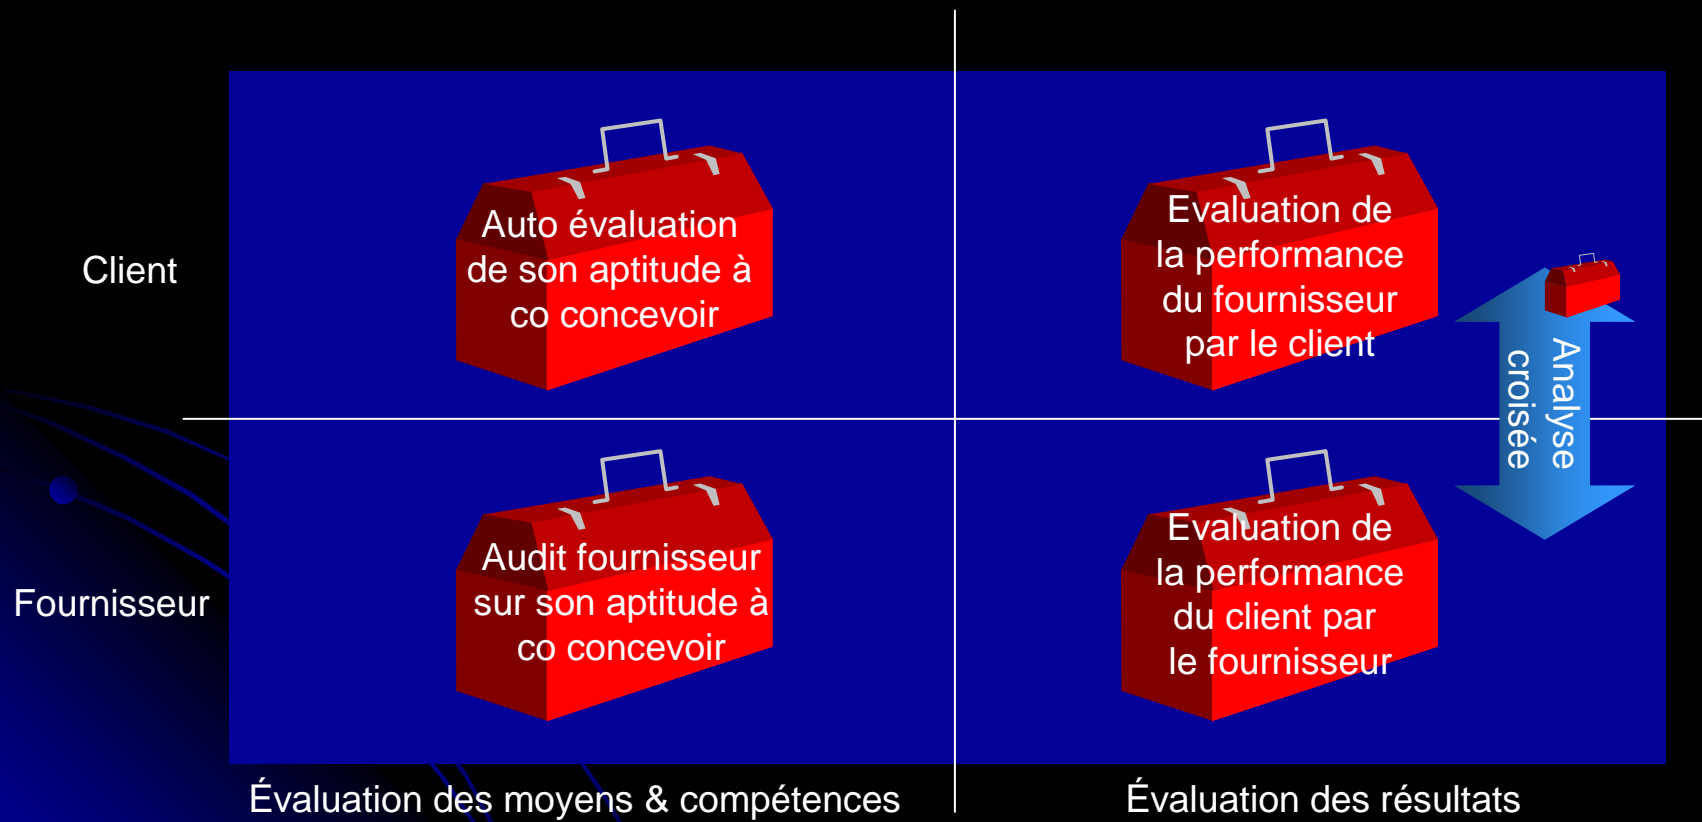 Client
Auto évaluation
de son aptitude à
co concevoir
Evaluation de
la performance
du fournisseur
par le client
Analyse
croisée
Fournisseur
Audit fournisseur
sur son aptitude à
co concevoir
Evaluation de
la performance
du client par
le fournisseur
Évaluation des moyens & compétences
Évaluation des résultats